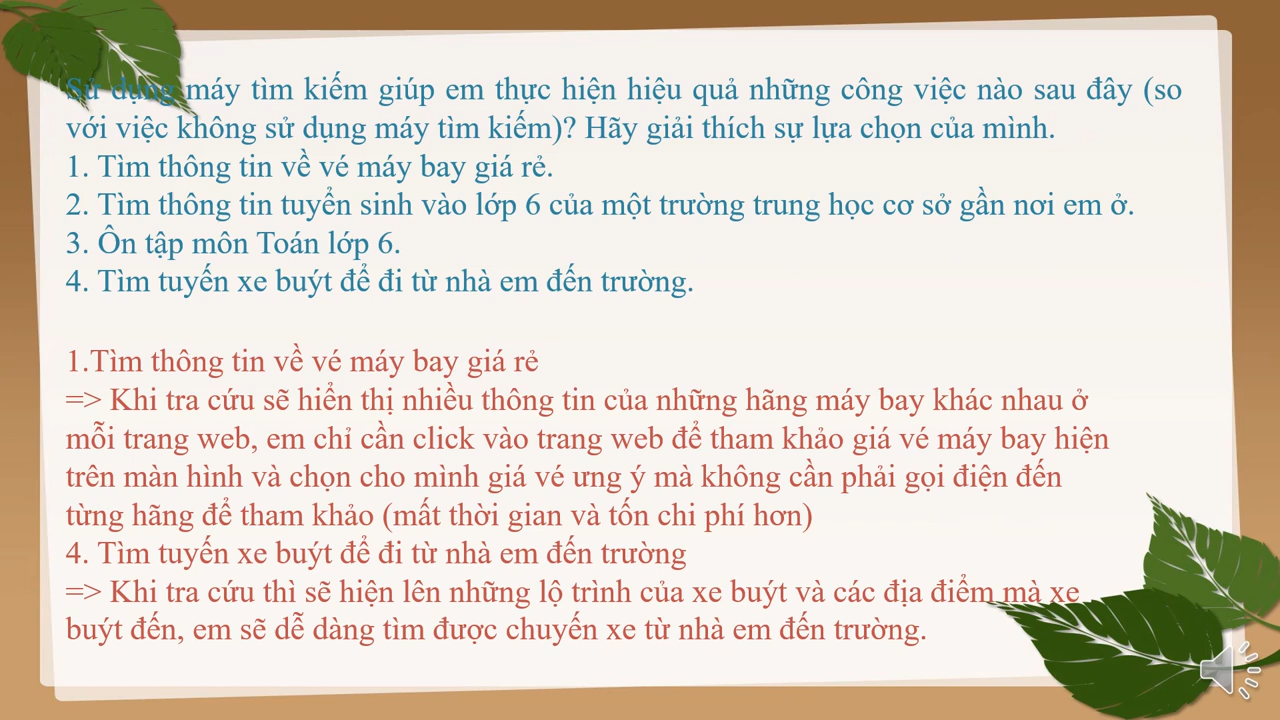 Sử dụng máy tìm kiếm giúp em thực hiện hiệu quả những công việc nào sau đây (so
với việc không sử dụng máy tìm kiếm)? Hãy giải thích sự lựa chọn của mình.
1. Tìm thông tin về vé máy bay giá rẻ.
2. Tìm thông tin tuyển sinh vào lớp 6 của một trường trung học cơ sở gần nơi em ở.
3. Ôn tập môn Toán lớp 6.
4. Tìm tuyến xe buýt để đi từ nhà em đến trường.
1.Tìm thông tin về vé máy bay giá rẻ
=> Khi tra cứu sẽ hiển thị nhiều thông tin của những hãng máy bay khác nhau ở
mỗi trang web, em chỉ cần click vào trang web để tham khảo giá vé máy bay hiện
trên màn hình và chọn cho mình giá vé ưng ý mà không cần phải gọi điện đến
từng hãng để tham khảo (mất thời gian và tốn chi phí hơn)
4. Tìm tuyến xe buýt để đi từ nhà em đến trường
=> Khi tra cứu thì sẽ hiện lên những lộ trình của xe buýt và các địa điểm mà xe
buýt đến, em sẽ dễ dàng tìm được chuyến xe từ nhà em đến trường.